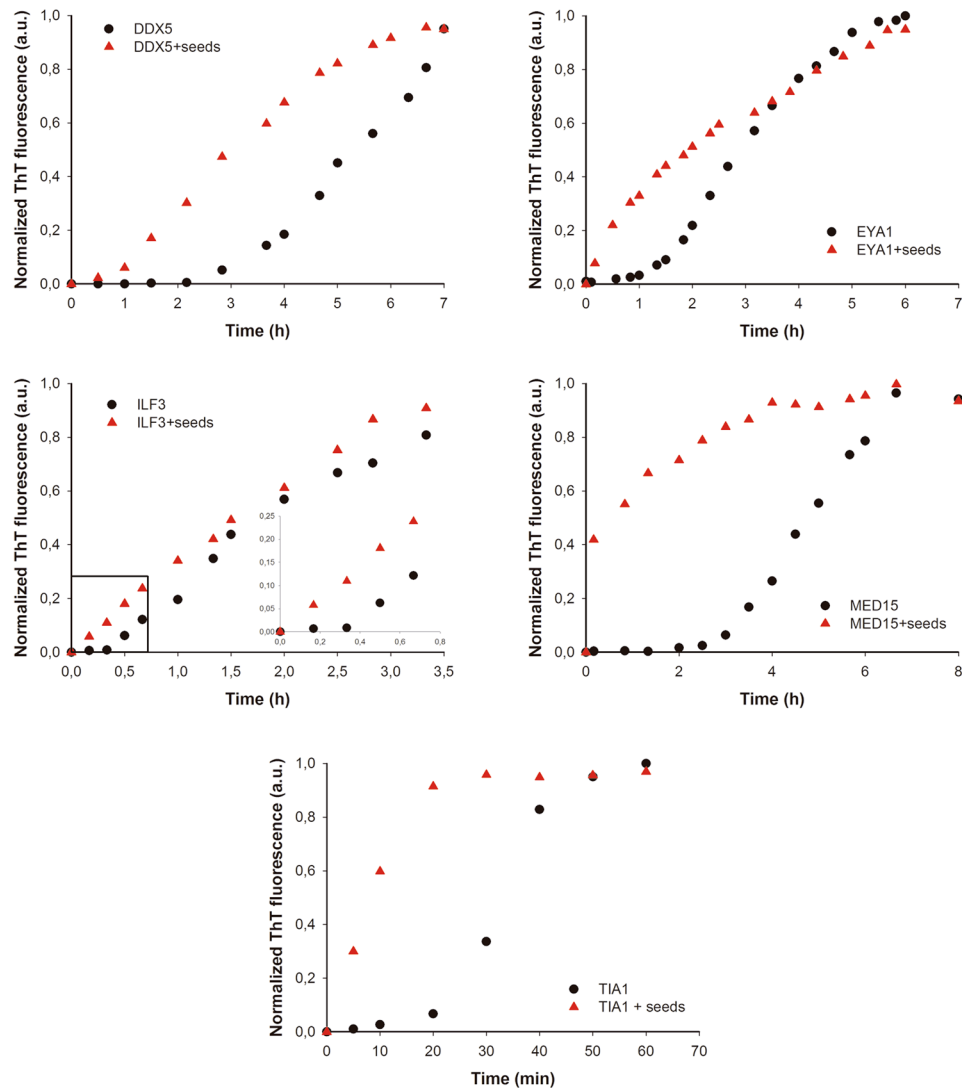 Normalized ThT fluorescence (a.u.)
1,0
0,8
0,6
0,4
0,2
0,0
DDX5
DDX5+seeds
0 1 2 3 4 5 6 7
Time (h)
Normalized ThT fluorescence (a.u.)
1,0
0,8
0,6
0,4
0,2
0,0
EYA1
EYA1+seeds
0 1 2 3 4 5 6 7
Time (h)
Normalized ThT fluorescence (a.u.)
1,0
0,8
0,6
0,4
0,2
0,0
ILF3
ILF3+seeds
0,25
0,20
0,15
0,10
0,05
0,00
0,0 0,2 0,4 0,6 0,8
0,0 0,5 1,0 1,5 2,0 2,5 3,0 3,5
Time (h)
Normalized ThT fluorescence (a.u.)
1,0
0,8
0,6
0,4
0,2
0,0
MED15
MED15+seeds
0 2 4 6 8
Time (h)
Normalized ThT fluorescence (a.u.)
1,0
0,8
0,6
0,4
0,2
0,0
TIA1
TIA1 + seeds
0 10 20 30 40 50 60 70
Time (min)